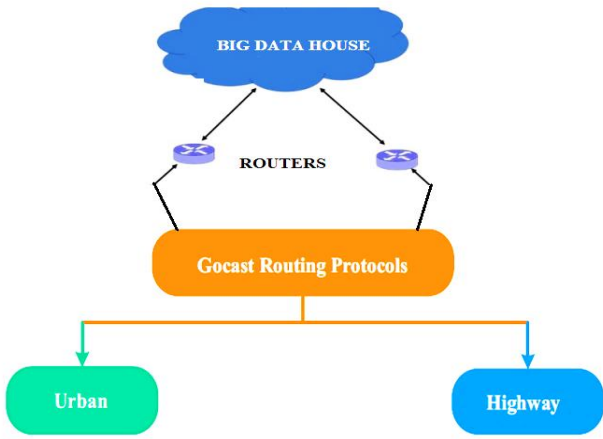 BIG DATA HOUSE
ROUTERS
Gocast Routing Protocols
Urban
Highway